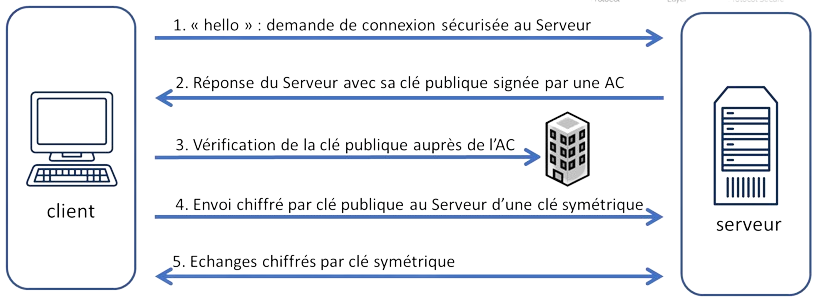 1. « hello » : demande de connexion sécurisée au Serveur
2. Réponse du Serveur avec sa clé publique signée par une AC
3. Vérification de la clé publique auprès de l’AC
4. Envoi chiffré par clé publique au Serveur d’une clé symétrique
5. Echanges chiffrés par clé symétrique
client
serveur